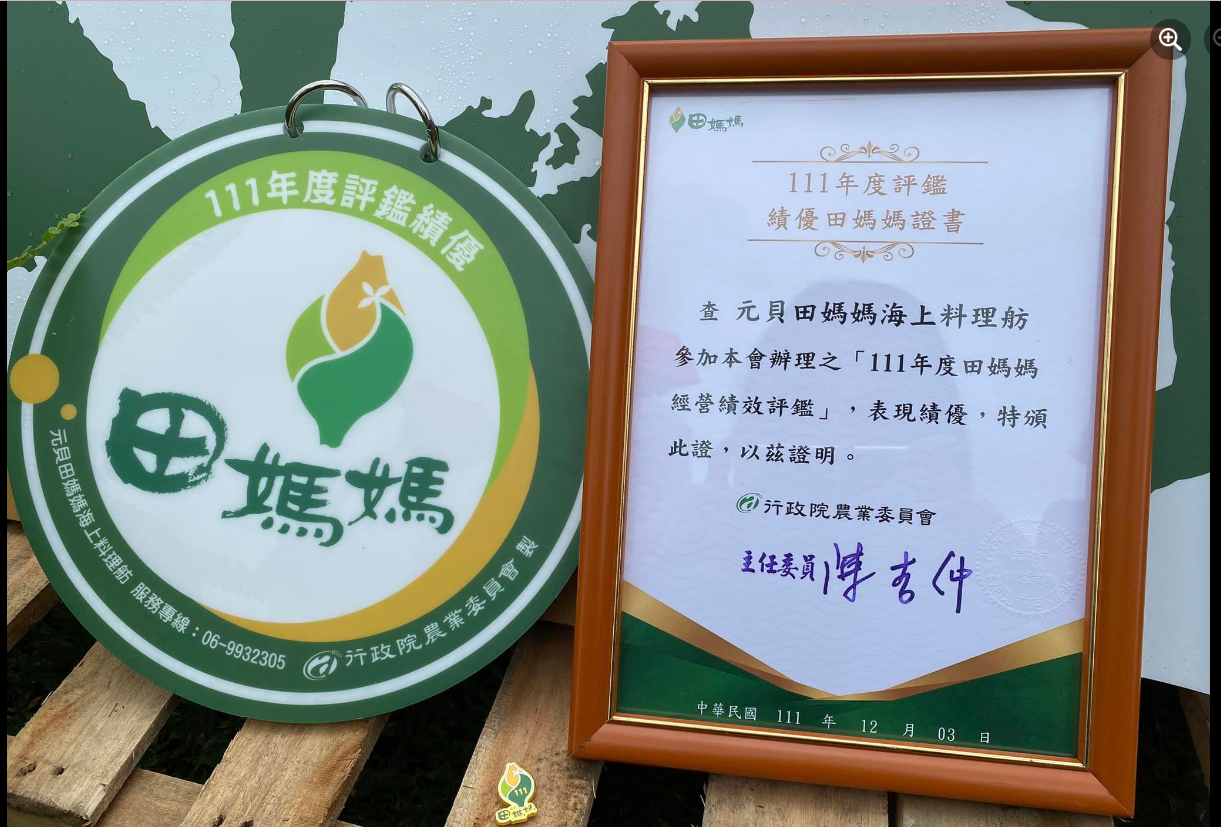 111年度評鑑績優
田媽媽
元貝田媽媽海上料理舫 服務專線：06-9932305
行政院農業委員會 製
田媽媽
111年度評鑑
績優田媽媽證書
查 元貝田媽媽海上料理舫
參加本會辦理之「111年度田媽媽
經營績效評鑑」，表現績優，特頒
此證，以茲證明。
行政院農業委員會
主任委員 陳吉仲
中華民國 111 年 12 月 03 日
111
田媽媽